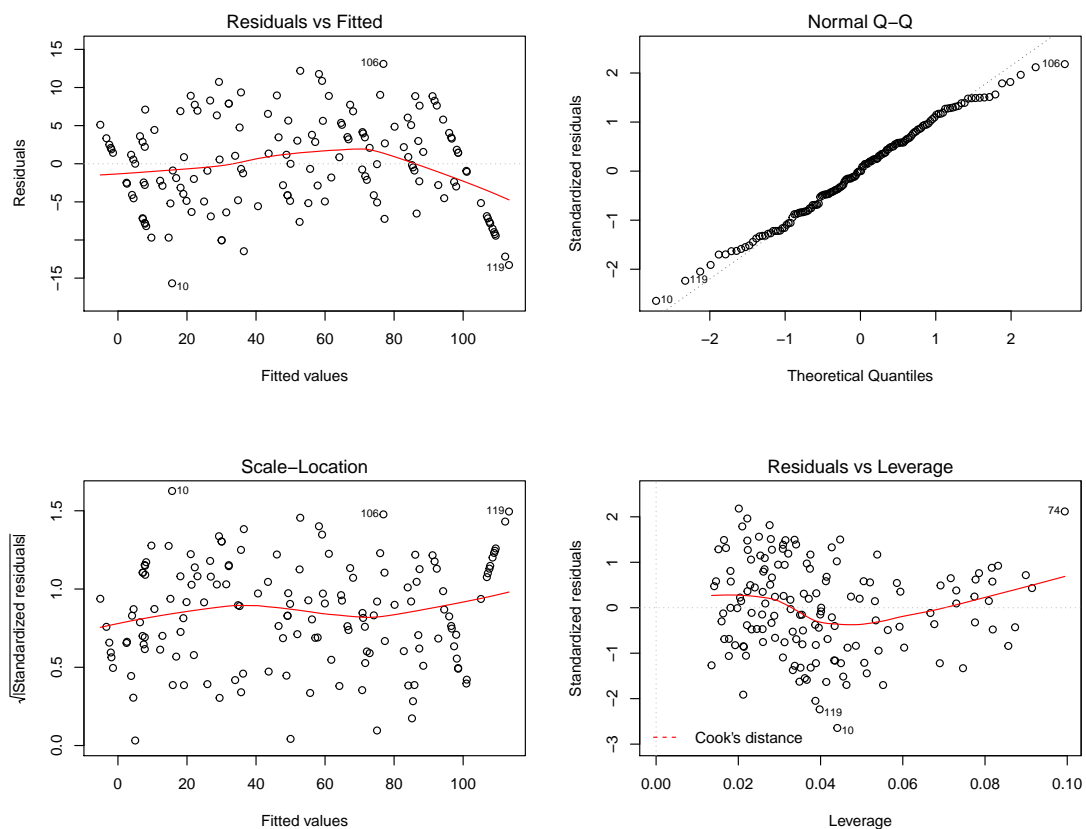 Residuals vs Fitted
Residuals
15
10
5
0
−5
−15
106
119
10
0 20 40 60 80 100
Fitted values
Normal Q−Q
Standardized residuals
2
1
0
−1
−2
106
119
10
−2 −1 0 1 2
Theoretical Quantiles
Scale−Location
√|Standardized residuals|
1.5
1.0
0.5
0.0
10
106
119
0 20 40 60 80 100
Fitted values
Residuals vs Leverage
Standardized residuals
2
1
0
−1
−2
−3
74
119
10
Cook's distance
0.00 0.02 0.04 0.06 0.08 0.10
Leverage